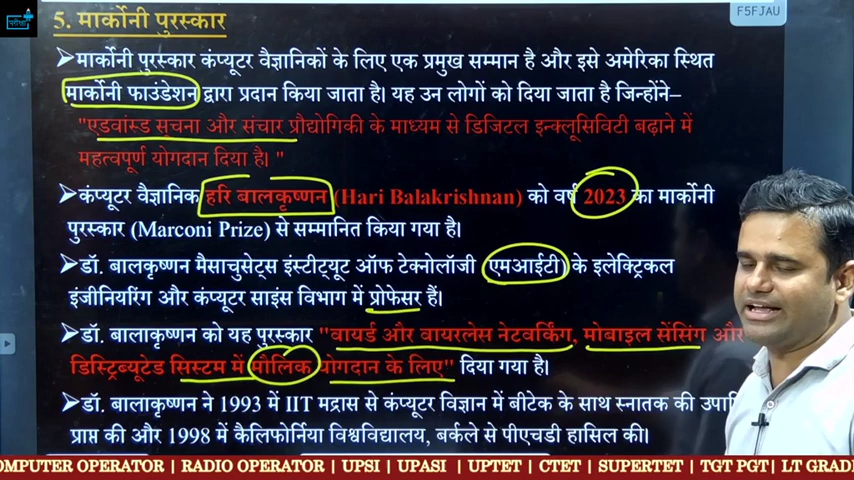 परीक्षा
F5FJAU
5. मार्कोनी पुरस्कार
➢मार्कोनी पुरस्कार कंप्यूटर वैज्ञानिकों के लिए एक प्रमुख सम्मान है और इसे अमेरिका स्थित
मार्कोनी फाउंडेशन द्वारा प्रदान किया जाता है। यह उन लोगों को दिया जाता है जिन्होंने–
"एडवांस्ड सूचना और संचार प्रौद्योगिकी के माध्यम से डिजिटल इन्क्लूसिविटी बढ़ाने में
महत्वपूर्ण योगदान दिया है। "
➢कंप्यूटर वैज्ञानिक हरि बालकृष्णन (Hari Balakrishnan) को वर्ष 2023 का मार्कोनी
पुरस्कार (Marconi Prize) से सम्मानित किया गया है।
➢डॉ. बालकृष्णन मैसाचुसेट्स इंस्टीट्यूट ऑफ टेक्नोलॉजी (एमआईटी) के इलेक्ट्रिकल
इंजीनियरिंग और कंप्यूटर साइंस विभाग में प्रोफेसर हैं।
➢डॉ. बालाकृष्णन को यह पुरस्कार "वायर्ड और वायरलेस नेटवर्किंग, मोबाइल सेंसिंग और
डिस्ट्रिब्यूटेड सिस्टम में मौलिक योगदान के लिए" दिया गया है।
➢डॉ. बालाकृष्णन ने 1993 में IIT मद्रास से कंप्यूटर विज्ञान में बीटेक के साथ स्नातक की उपाधि
प्राप्त की और 1998 में कैलिफोर्निया विश्वविद्यालय, बर्कले से पीएचडी हासिल की।
COMPUTER OPERATOR | RADIO OPERATOR | UPSI | UPASI | UPTET | CTET | SUPERTET | TGT PGT| LT GRAD